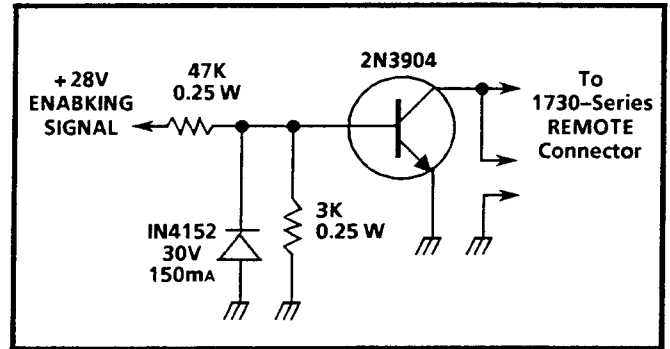 2N3904
+28V
ENABKING
SIGNAL
47K
0.25 W
To
1730–Series
REMOTE
Connector
IN4152
30V
150mA
3K
0.25 W